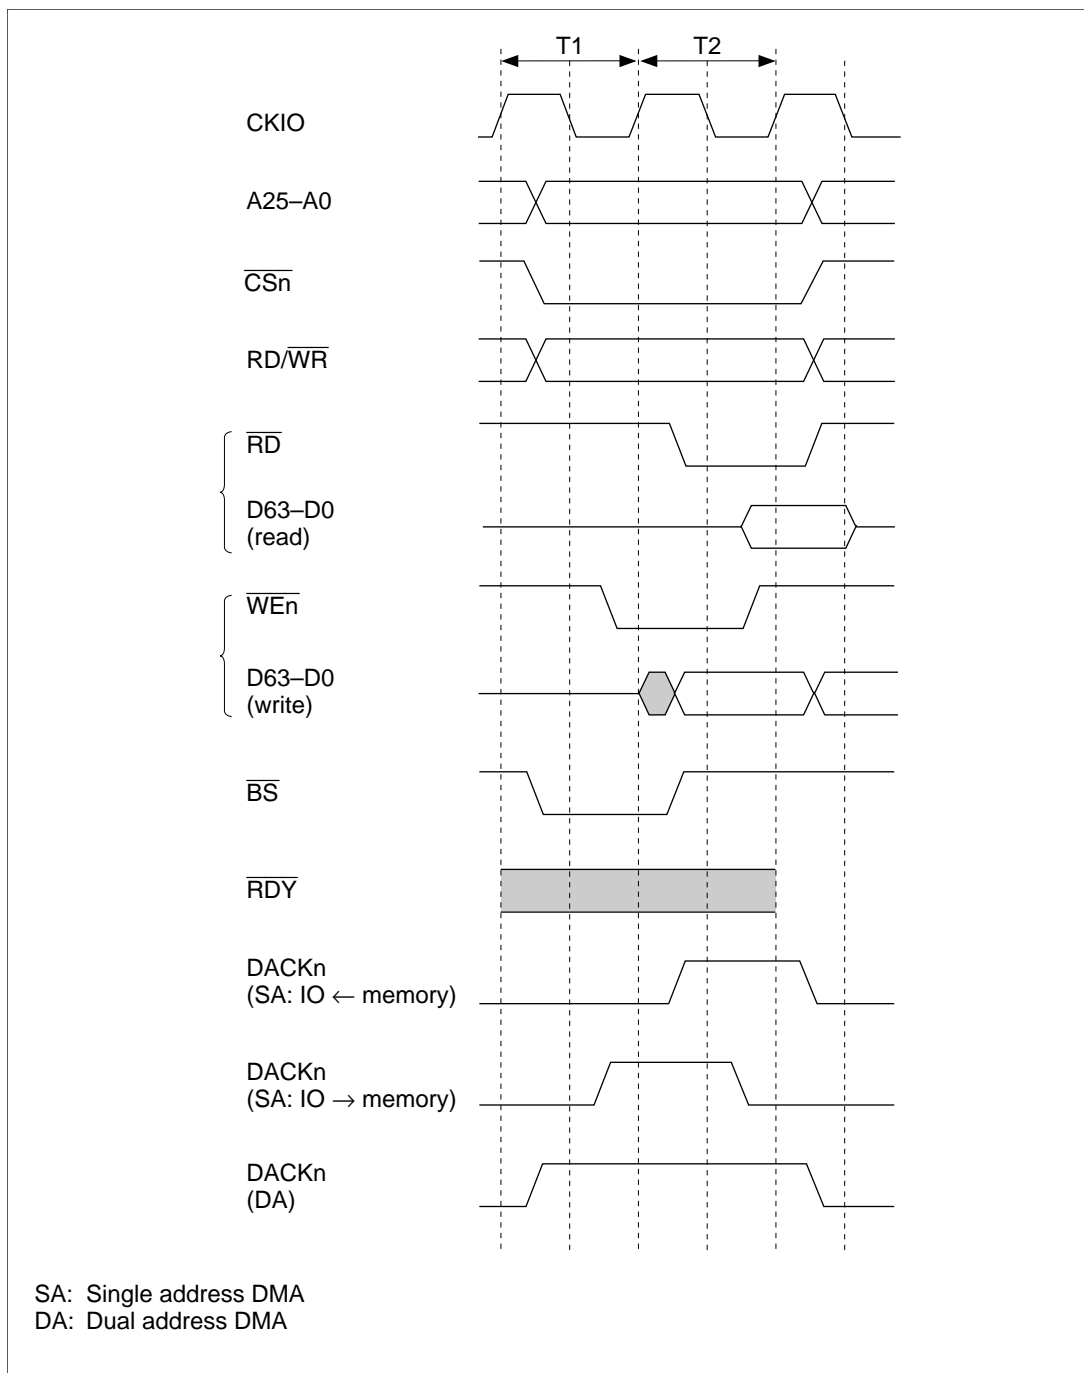 T1 T2
CKIO
A25–A0
CSn
RD/WR
RD
D63–D0
(read)
WEn
D63–D0
(write)
BS
RDY
DACKn
(SA: IO ← memory)
DACKn
(SA: IO → memory)
DACKn
(DA)
SA: Single address DMA
DA: Dual address DMA